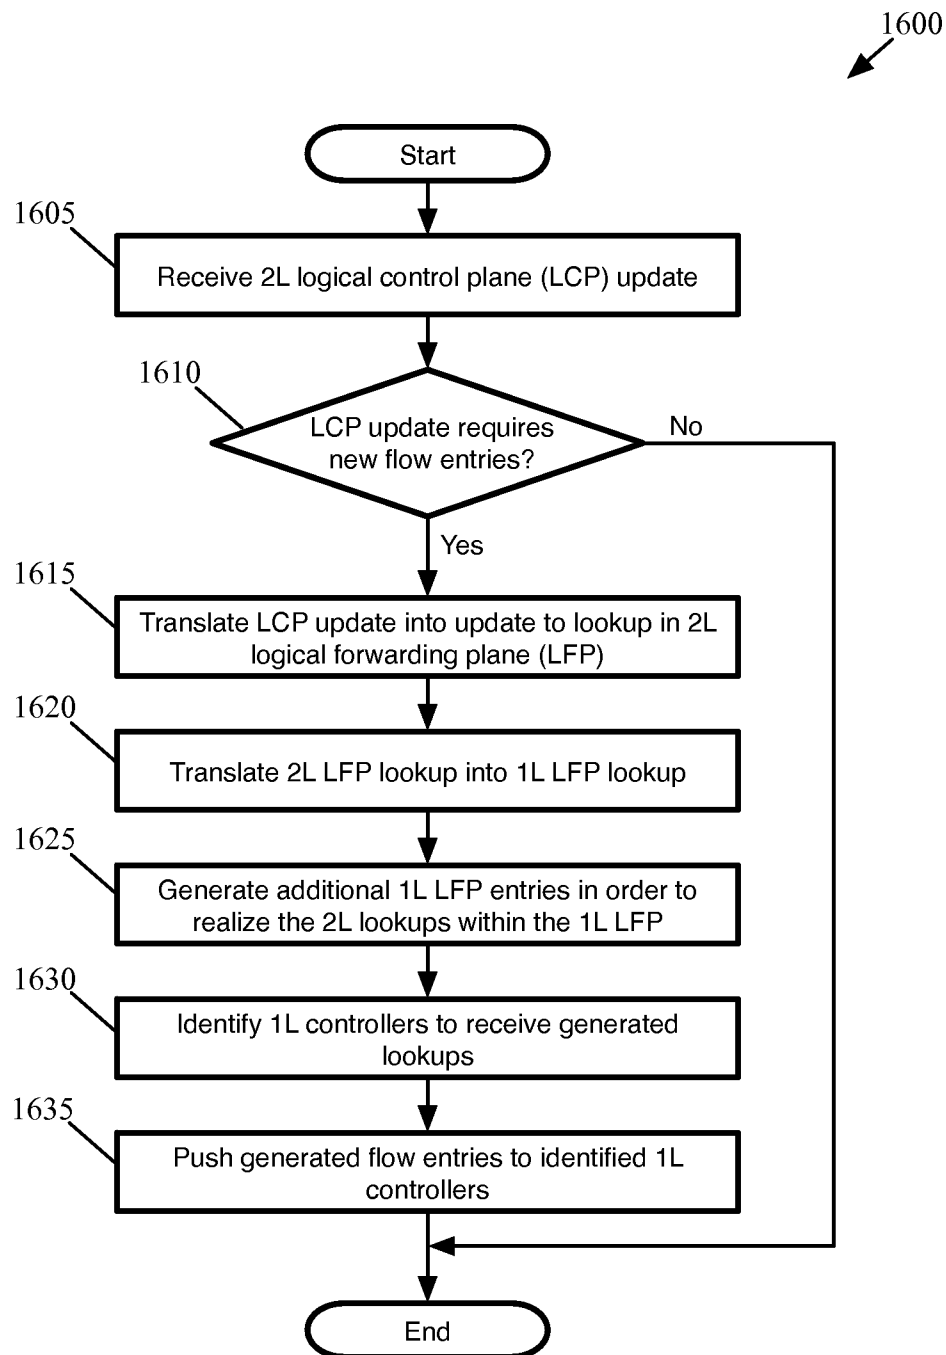 1600
Start
1605
Receive 2L logical control plane (LCP) update
1610
LCP update requires
new flow entries?
No
Yes
1615
Translate LCP update into update to lookup in 2L
logical forwarding plane (LFP)
1620
Translate 2L LFP lookup into 1L LFP lookup
1625
Generate additional 1L LFP entries in order to
realize the 2L lookups within the 1L LFP
1630
Identify 1L controllers to receive generated
lookups
1635
Push generated flow entries to identified 1L
controllers
End